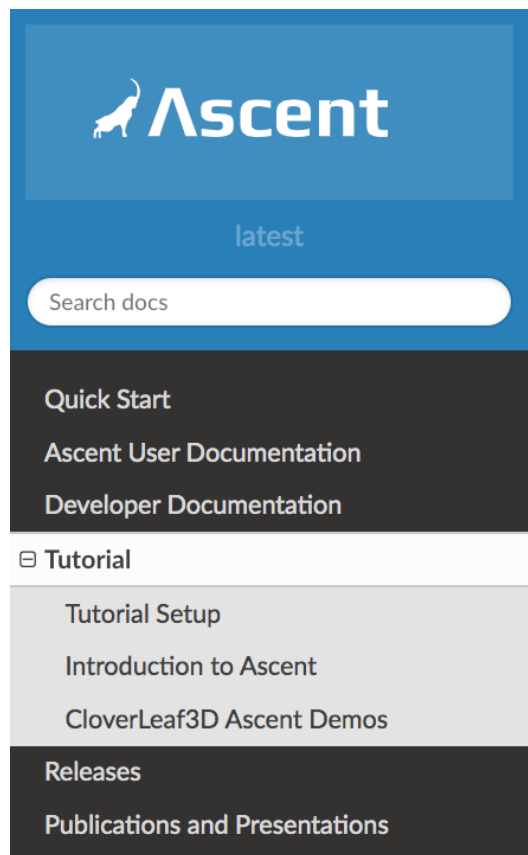 Ascent
latest
Search docs
Quick Start
Ascent User Documentation
Developer Documentation
Tutorial
Tutorial Setup
Introduction to Ascent
CloverLeaf3D Ascent Demos
Releases
Publications and Presentations